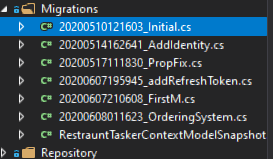 Migrations
C# 20200510121603_Initial.cs
C# 20200514162641_AddIdentity.cs
C# 20200517111830_PropFix.cs
C# 20200607195945_addRefreshToken.cs
C# 20200607210608_FirstM.cs
C# 20200608011623_OrderingSystem.cs
C# RestrauntTaskerContextModelSnapshot
Repository